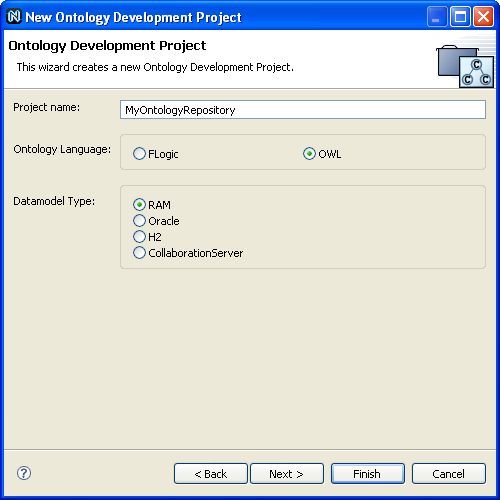 New Ontology Development Project
Ontology Development Project
This wizard creates a new Ontology Development Project.
C
C C
Project name: MyOntologyRepository
Ontology Language: FLogic OWL
Datamodel Type: RAM
Oracle
H2
CollaborationServer
? < Back Next > Finish Cancel